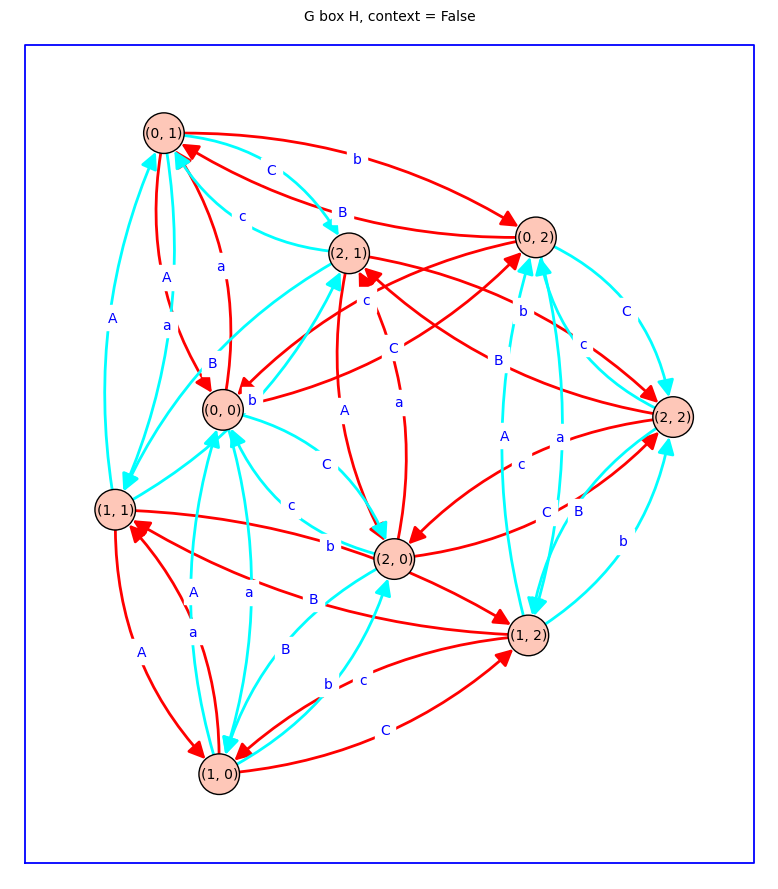 G box H, context = False
(0, 1)
b
C
B
c
(0, 2)
(2, 1)
a
A
c
b
C
A
a
c
C
B
B
b
(0, 0)
A
a
(2, 2)
A
C
c
a
c
C
B
(1, 1)
b
b
(2, 0)
A
a
B
a
(1, 2)
A
B
b
c
C
(1, 0)